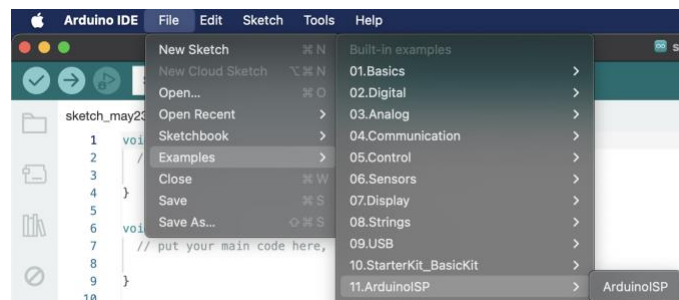 Arduino IDE File Edit Sketch Tools Help
New Sketch ⌘ N
New Cloud Sketch ⌥⌘ N
Open... ⌘ O
Open Recent
Sketchbook
Examples
Close ⌘ W
Save ⌘ S
Save As... ⇧⌘ S
Built-in examples
01.Basics
02.Digital
03.Analog
04.Communication
05.Control
06.Sensors
07.Display
08.Strings
09.USB
10.StarterKit_BasicKit
11.ArduinoISP
ArduinoISP
s
sketch_may23
1 voi
2 /
3
4 }
5
6 voi
7 // put your main code here,
8
9 }
10